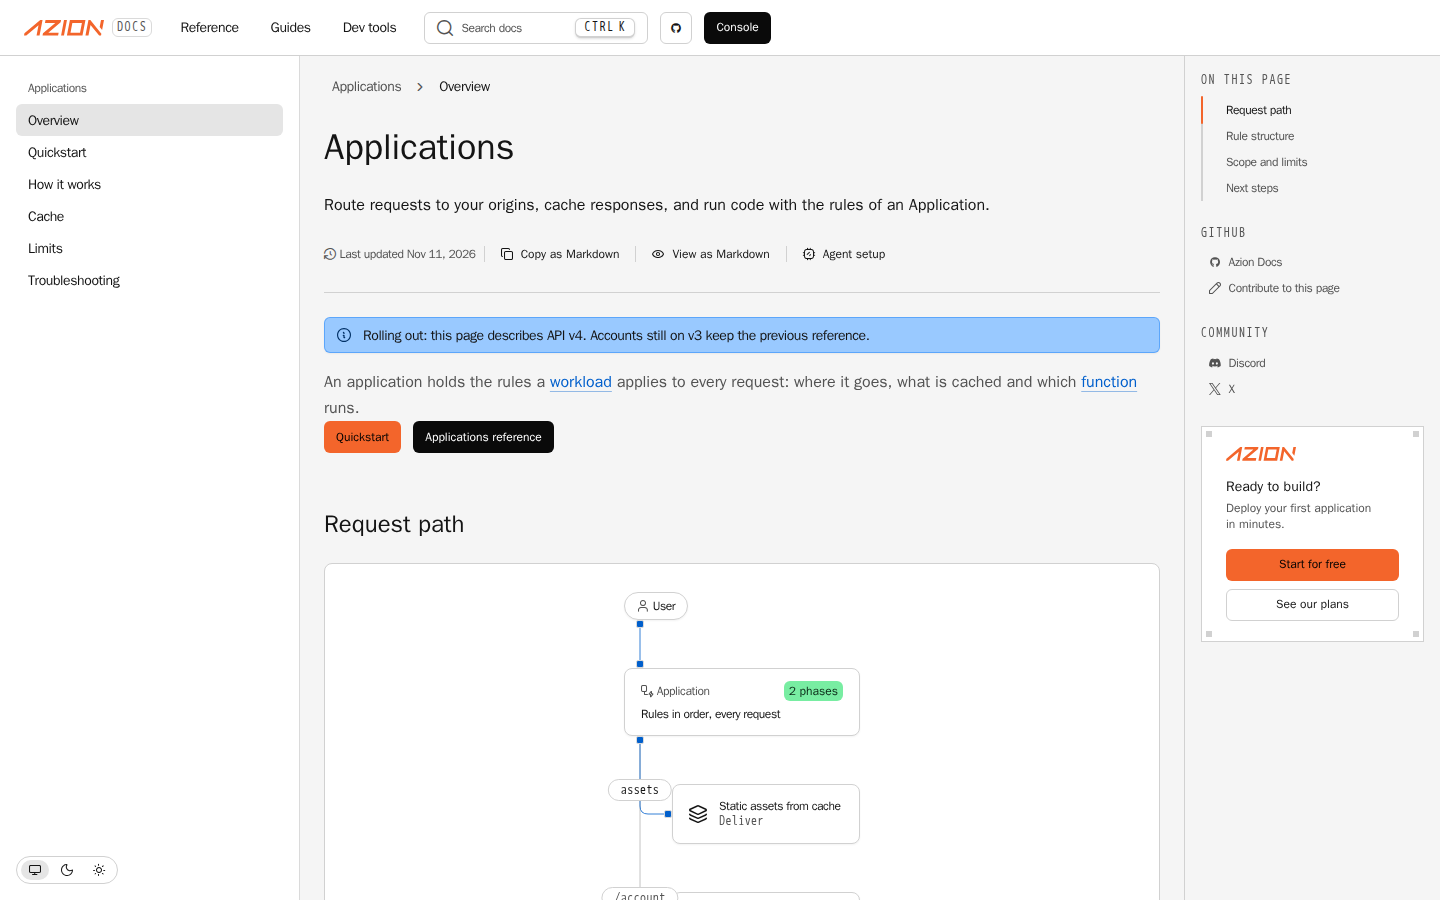 AZION DOCS
Reference
Guides
Dev tools
Search docs
CTRL K
Console
Applications
Overview
Quickstart
How it works
Cache
Limits
Troubleshooting
Applications > Overview
Applications
Route requests to your origins, cache responses, and run code with the rules of an Application.
Last updated Nov 11, 2026
Copy as Markdown
View as Markdown
Agent setup
Rolling out: this page describes API v4. Accounts still on v3 keep the previous reference.
An application holds the rules a workload applies to every request: where it goes, what is cached and which function
runs.
Quickstart
Applications reference
Request path
User
Application
2 phases
Rules in order, every request
assets
Static assets from cache
Deliver
/account
ON THIS PAGE
Request path
Rule structure
Scope and limits
Next steps
GITHUB
Azion Docs
Contribute to this page
COMMUNITY
Discord
X
AZION
Ready to build?
Deploy your first application
in minutes.
Start for free
See our plans